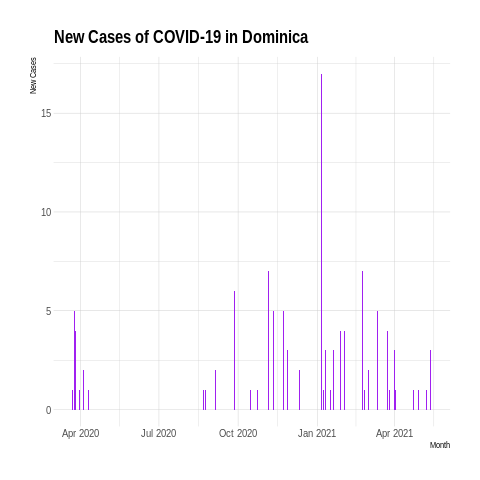 New Cases of COVID-19 in Dominica
New Cases
15
10
5
0
Apr 2020 Jul 2020 Oct 2020 Jan 2021 Apr 2021
Month